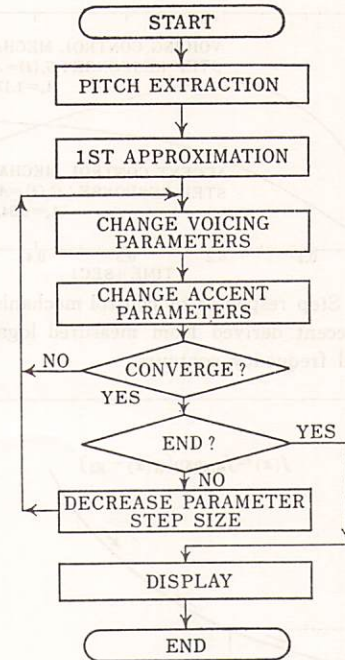 START
PITCH EXTRACTION
1ST APPROXIMATION
CHANGE VOICING
PARAMETERS
CHANGE ACCENT
PARAMETERS
NO
CONVERGE?
YES
END?
YES
NO
DECREASE PARAMETER
STEP SIZE
DISPLAY
END